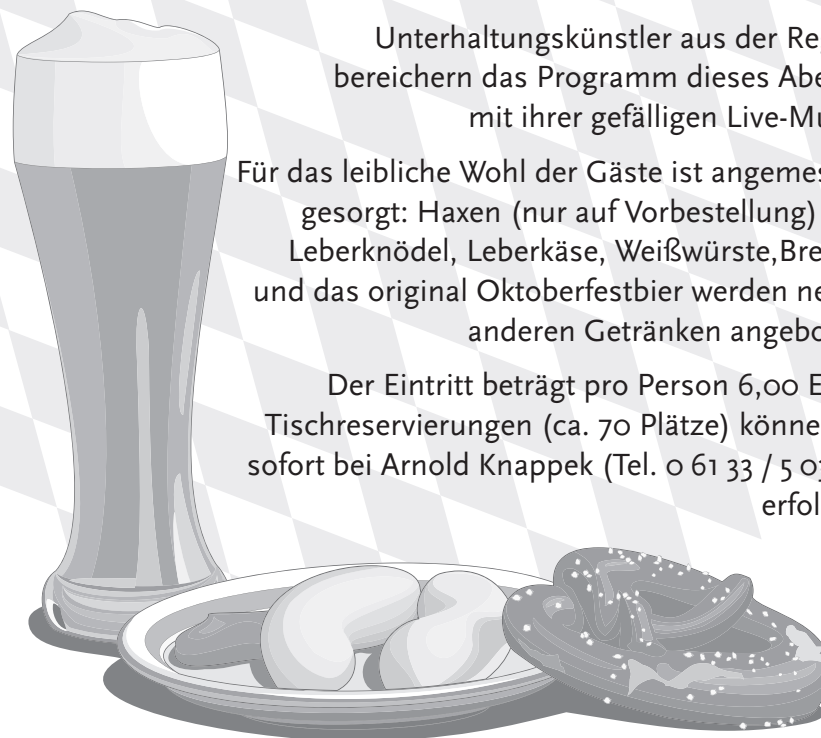 Unterhaltungskünstler aus der Re
bereichern das Programm dieses Abe
mit ihrer gefälligen Live-Mu
Für das leibliche Wohl der Gäste ist angemes
gesorgt: Haxen (nur auf Vorbestellung)
Leberknödel, Leberkäse, Weißwürste,Bre
und das original Oktoberfestbier werden ne
anderen Getränken angebo
Der Eintritt beträgt pro Person 6,00 E
Tischreservierungen (ca. 70 Plätze) könne
sofort bei Arnold Knappek (Tel. 0 61 33 / 5 0
erfol